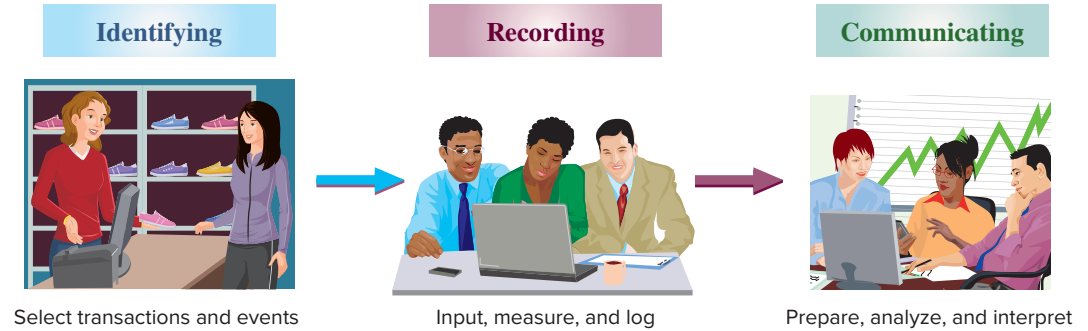 Identifying
Recording
Communicating
Select transactions and events
Input, measure, and log
Prepare, analyze, and interpret